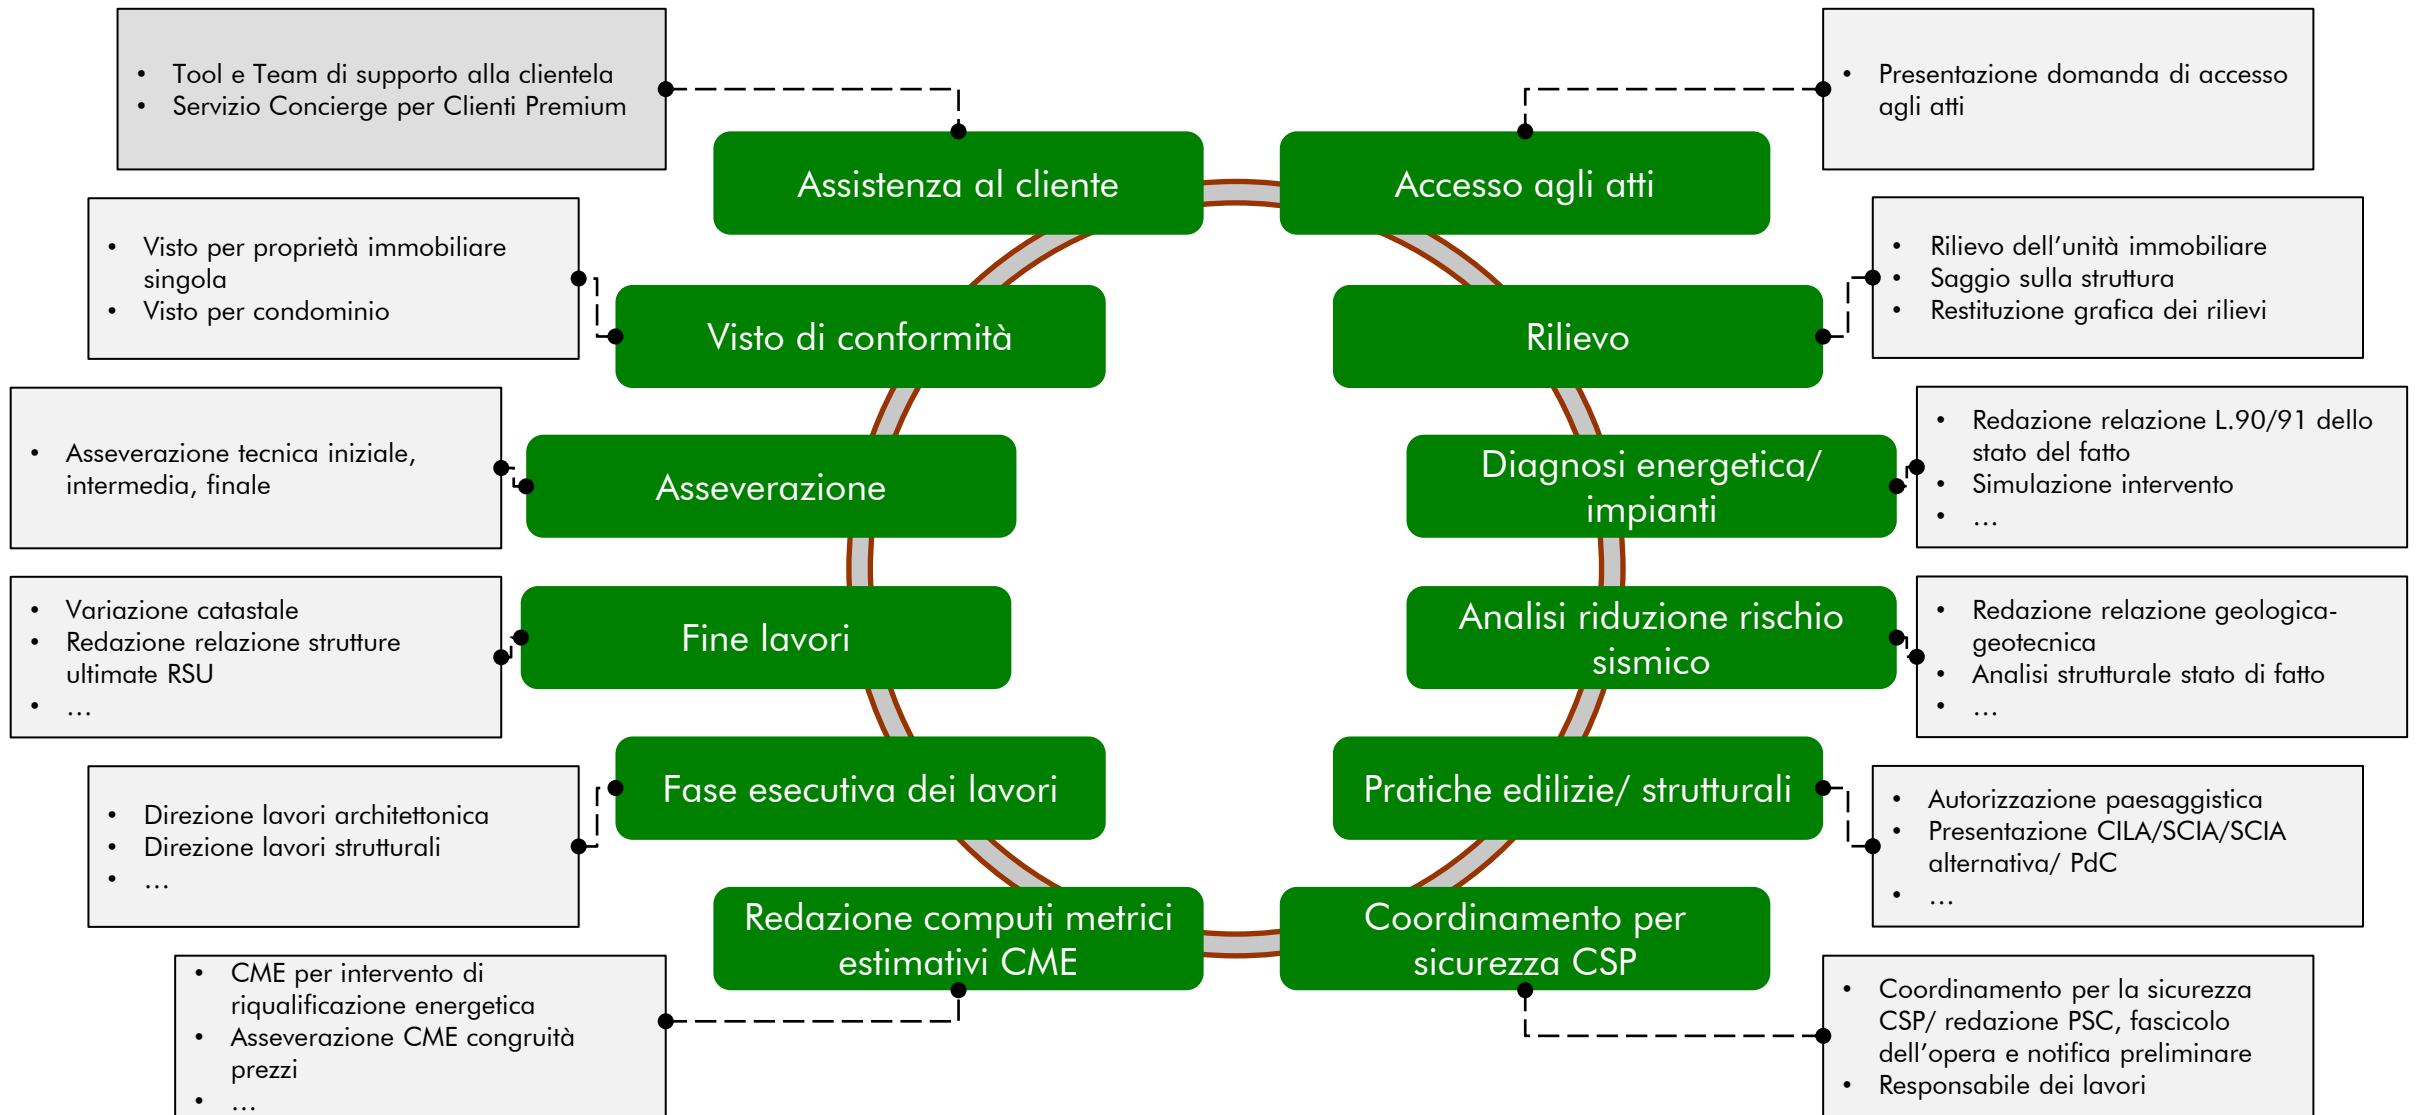 • Tool e Team di supporto alla clientela
• Servizio Concierge per Clienti Premium
• Presentazione domanda di accesso
agli atti
Assistenza al cliente
Accesso agli atti
• Visto per proprietà immobiliare
singola
• Visto per condominio
• Rilievo dell’unità immobiliare
• Saggio sulla struttura
• Restituzione grafica dei rilievi
Visto di conformità
Rilievo
• Asseverazione tecnica iniziale,
intermedia, finale
Asseverazione
Diagnosi energetica/
impianti
• Redazione relazione L.90/91 dello
stato del fatto
• Simulazione intervento
• …
• Variazione catastale
• Redazione relazione strutture
ultimate RSU
• …
Fine lavori
Analisi riduzione rischio
sismico
• Redazione relazione geologica-
geotecnica
• Analisi strutturale stato di fatto
• …
• Direzione lavori architettonica
• Direzione lavori strutturali
• …
Fase esecutiva dei lavori
Pratiche edilizie/ strutturali
• Autorizzazione paesaggistica
• Presentazione CILA/SCIA/SCIA
alternativa/ PdC
• …
Redazione computi metrici
estimativi CME
Coordinamento per
sicurezza CSP
• CME per intervento di
riqualificazione energetica
• Asseverazione CME congruità
prezzi
• …
• Coordinamento per la sicurezza
CSP/ redazione PSC, fascicolo
dell’opera e notifica preliminare
• Responsabile dei lavori